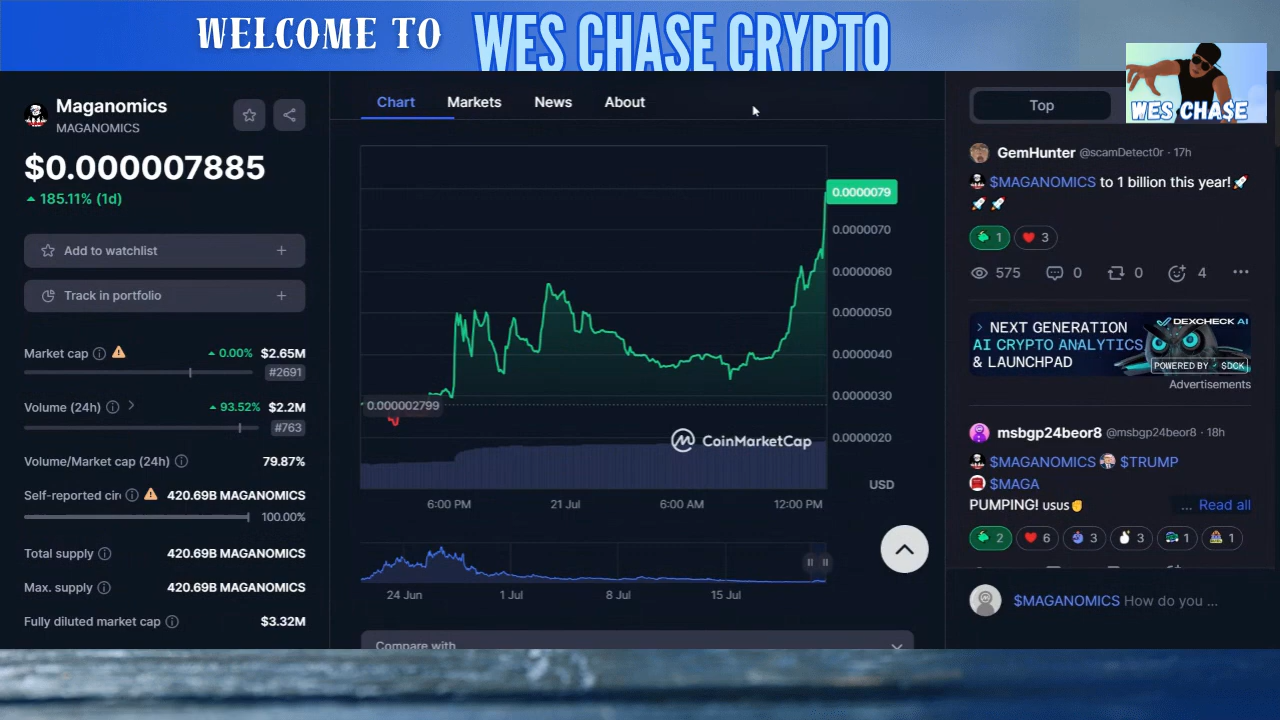 WELCOME TO WES CHASE CRYPTO
WES CHA$E
Maganomics
MAGANOMICS
$0.000007885
185.11% (1d)
Add to watchlist +
Track in portfolio +
Market cap 0.00% $2.65M
#2691
Volume (24h) 93.52% $2.2M
#763
Volume/Market cap (24h) 79.87%
Self-reported circ 420.69B MAGANOMICS
100.00%
Total supply 420.69B MAGANOMICS
Max. supply 420.69B MAGANOMICS
Fully diluted market cap $3.32M
Chart Markets News About
0.0000079
0.0000070
0.0000060
0.0000050
0.0000040
0.0000030
0.0000020
0.000002799
CoinMarketCap
USD
6:00 PM 21 Jul 6:00 AM 12:00 PM
24 Jun 1 Jul 8 Jul 15 Jul
Compare with
Top
GemHunter @scamDetect0r · 17h
$MAGANOMICS to 1 billion this year!🚀
🚀 🚀
1 3
575 0 0 4 ...
> NEXT GENERATION
AI CRYPTO ANALYTICS
& LAUNCHPAD
DEXCHECK AI
POWERED BY · $DCK
Advertisements
msbgp24beor8 @msbgp24beor8 · 18h
$MAGANOMICS $TRUMP
$MAGA
PUMPING! usus✊ ... Read all
2 6 3 3 1 1
$MAGANOMICS How do you ...